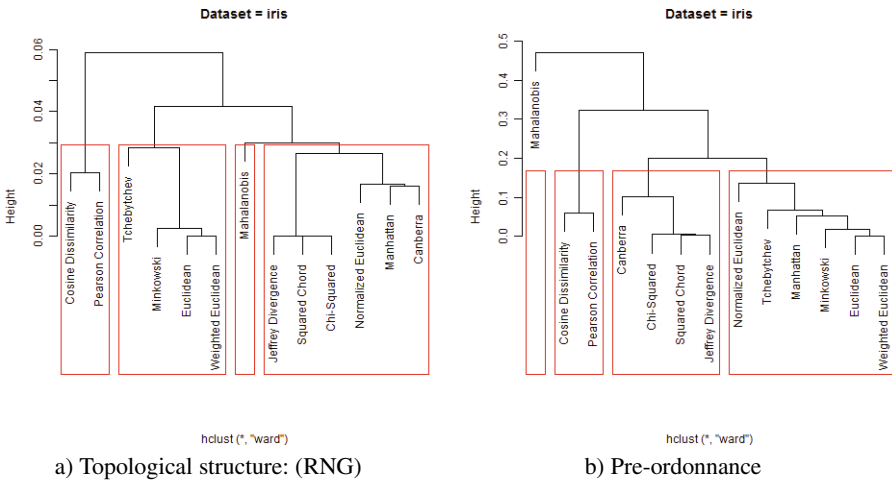 Dataset = iris
Height
0.00
0.02
0.04
0.06
Cosine Dissimilarity
Pearson Correlation
Tchebytchev
Minkowski
Euclidean
Weighted Euclidean
Mahalanobis
Jeffrey Divergence
Squared Chord
Chi-Squared
Normalized Euclidean
Manhattan
Canberra
hclust (*, "ward")
a) Topological structure: (RNG)
Dataset = iris
Height
0.0
0.1
0.2
0.3
0.4
0.5
Mahalanobis
Cosine Dissimilarity
Pearson Correlation
Canberra
Chi-Squared
Squared Chord
Jeffrey Divergence
Normalized Euclidean
Tchebytchev
Manhattan
Minkowski
Euclidean
Weighted Euclidean
hclust (*, "ward")
b) Pre-ordonnance